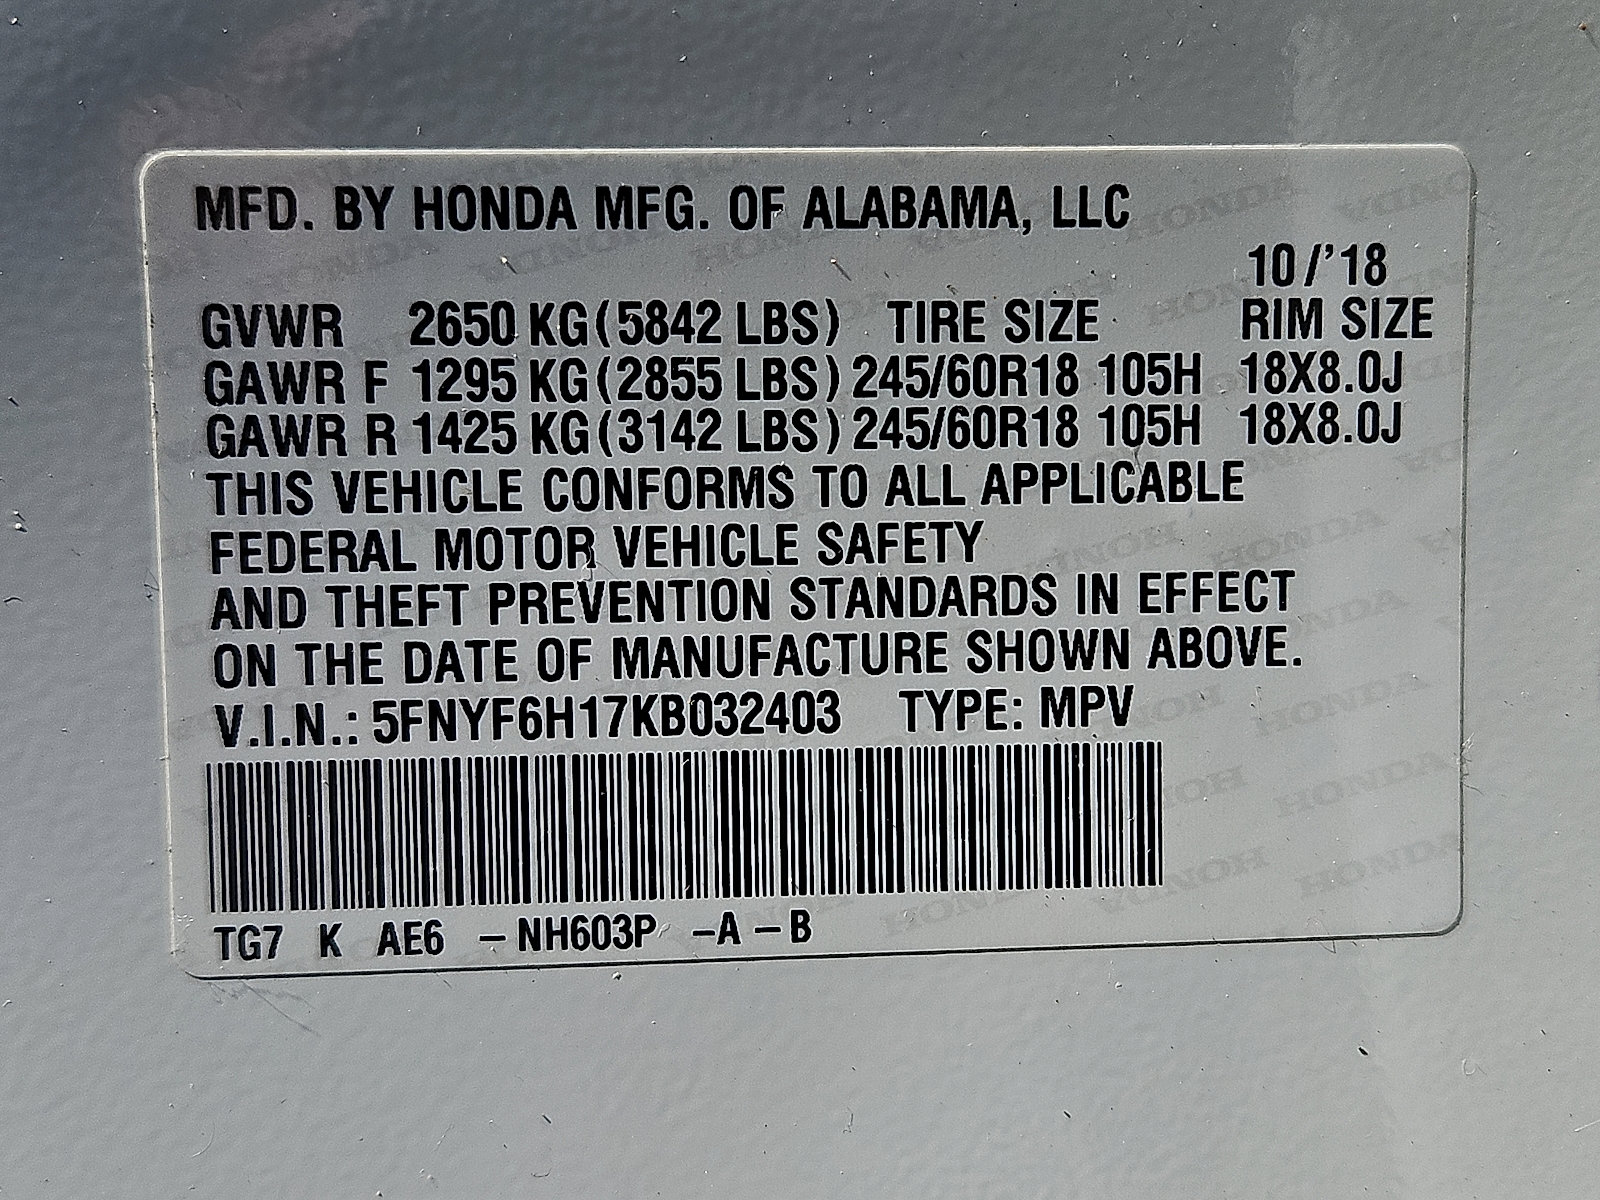 MFD. BY HONDA MFG. OF ALABAMA, LLC
10/'18
GVWR 2650 KG(5842 LBS) TIRE SIZE RIM SIZE
GAWR F 1295 KG(2855 LBS) 245/60R18 105H 18X8.0J
GAWR R 1425 KG(3142 LBS) 245/60R18 105H 18X8.0J
THIS VEHICLE CONFORMS TO ALL APPLICABLE
FEDERAL MOTOR VEHICLE SAFETY
AND THEFT PREVENTION STANDARDS IN EFFECT
ON THE DATE OF MANUFACTURE SHOWN ABOVE.
V.I.N.: 5FNYF6H17KB032403 TYPE: MPV
TG7 K AE6 -NH603P -A-B